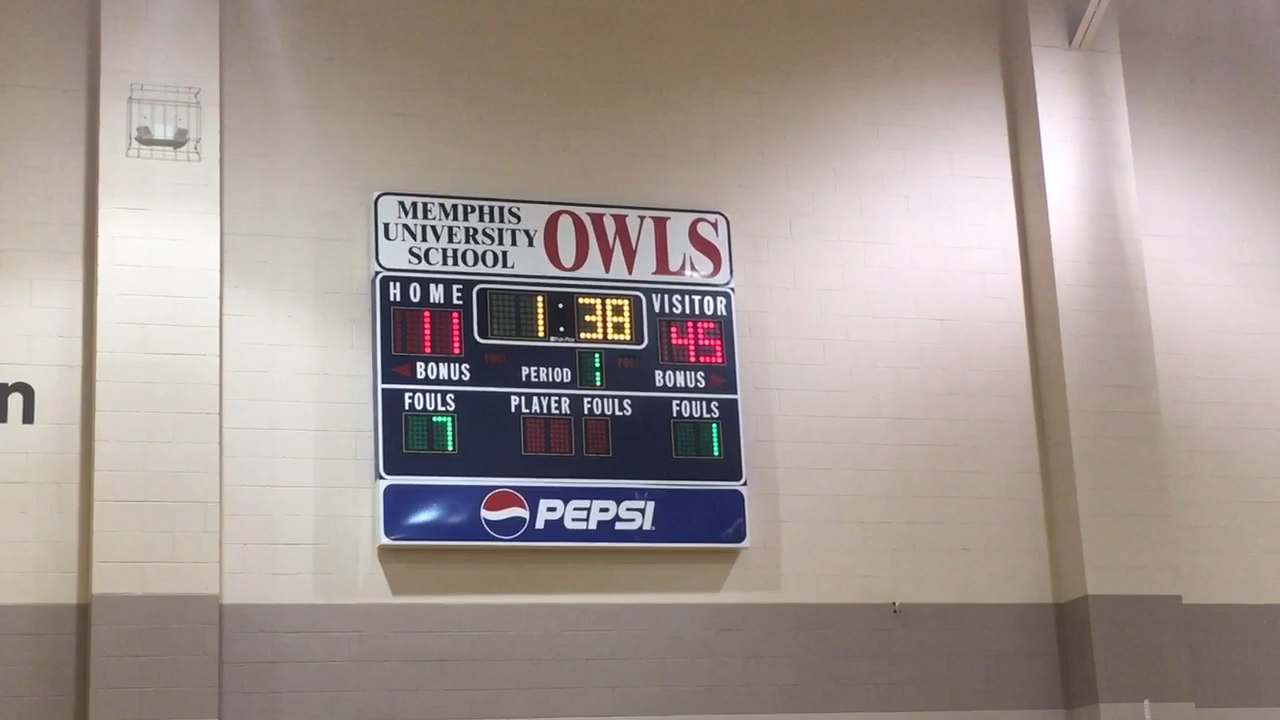 MEMPHIS
UNIVERSITY
SCHOOL
OWLS
HOME
1:38
VISITOR
11
45
BONUS
PERIOD
1
BONUS
FOULS
PLAYER FOULS
FOULS
7
1
PEPSI
n